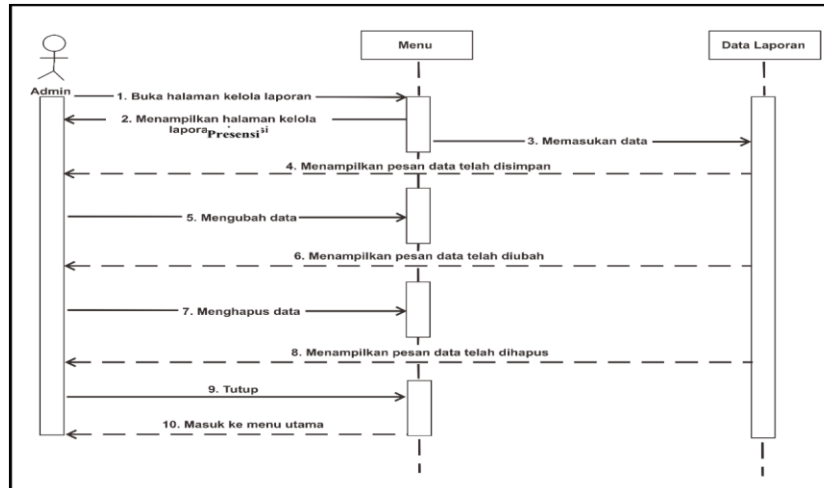 Menu
Data Laporan
Admin
1. Buka halaman kelola laporan
2. Menampilkan halaman kelola
lapora Presensi si
3. Memasukan data
4. Menampilkan pesan data telah disimpan
5. Mengubah data
6. Menampilkan pesan data telah diubah
7. Menghapus data
8. Menampilkan pesan data telah dihapus
9. Tutup
10. Masuk ke menu utama